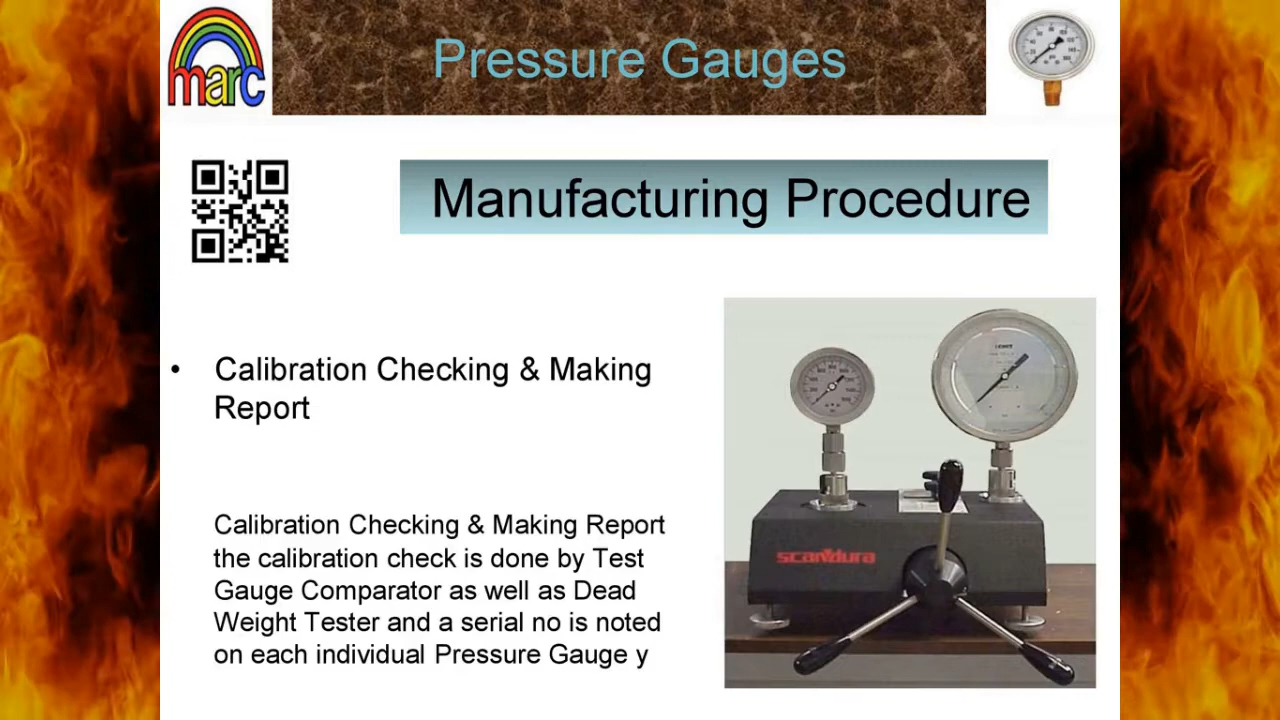 marc
Pressure Gauges
Manufacturing Procedure
• Calibration Checking & Making
Report
Calibration Checking & Making Report
the calibration check is done by Test
Gauge Comparator as well as Dead
Weight Tester and a serial no is noted
on each individual Pressure Gauge y
scandura